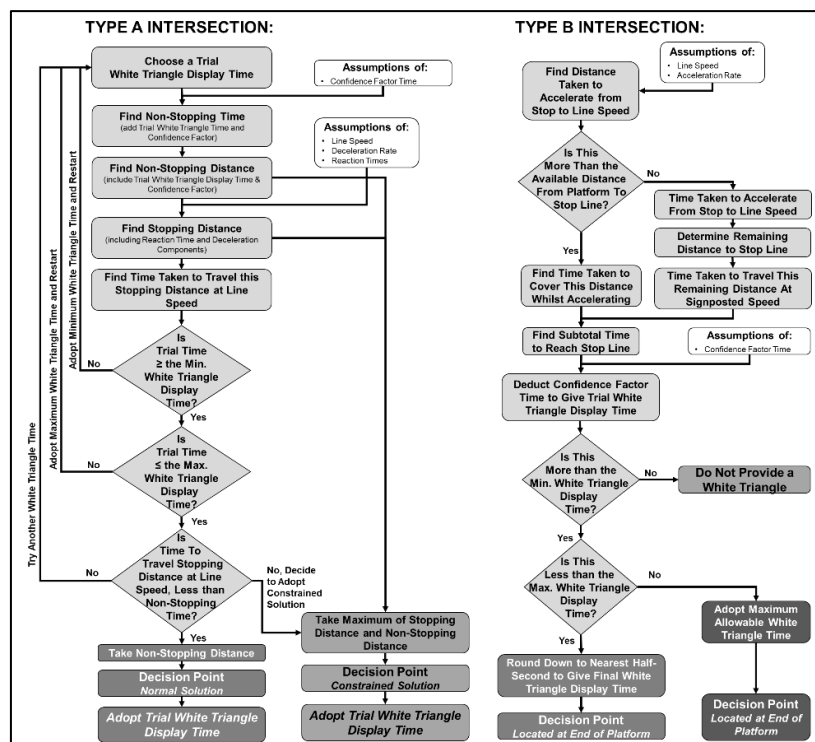 TYPE A INTERSECTION:
Choose a Trial
White Triangle Display Time
Assumptions of:
• Confidence Factor Time
Find Non-Stopping Time
(add Trial White Triangle Time and
Confidence Factor)
Assumptions of:
• Line Speed
• Deceleration Rate
• Reaction Times
Find Non-Stopping Distance
(include Trial White Triangle Display Time &
Confidence Factor)
Find Stopping Distance
(including Reaction Time and Deceleration
Components)
Find Time Taken to Travel this
Stopping Distance at Line
Speed
Is
Trial Time
≥ the Min.
White Triangle
Display
Time?
No
Yes
Adopt Minimum White Triangle Time and Restart
Is
Trial Time
≤ the Max.
White Triangle
Display
Time?
No
Yes
Adopt Maximum White Triangle Time and Restart
Is
Time To
Travel Stopping
Distance at Line
Speed, Less than
Non-Stopping
Time?
No
Try Another White Triangle Time
No, Decide
to Adopt
Constrained
Solution
Yes
Take Non-Stopping Distance
Decision Point
Normal Solution
Adopt Trial White Triangle
Display Time
Take Maximum of Stopping
Distance and Non-Stopping
Distance
Decision Point
Constrained Solution
Adopt Trial White Triangle
Display Time
TYPE B INTERSECTION:
Find Distance
Taken to
Accelerate from
Stop to Line Speed
Assumptions of:
• Line Speed
• Acceleration Rate
Is This
More Than the
Available Distance
From Platform To
Stop Line?
No
Time Taken to Accelerate
From Stop to Line Speed
Determine Remaining
Distance to Stop Line
Time Taken to Travel This
Remaining Distance At
Signposted Speed
Yes
Find Time Taken to
Cover This Distance
Whilst Accelerating
Find Subtotal Time
to Reach Stop Line
Assumptions of:
• Confidence Factor Time
Deduct Confidence Factor
Time to Give Trial White
Triangle Display Time
Is This
More than the
Min. White Triangle
Display
Time?
No
Do Not Provide a
White Triangle
Yes
Is This
Less than the
Max. White Triangle
Display
Time?
No
Adopt Maximum
Allowable White
Triangle Time
Decision Point
Located at End of
Platform
Yes
Round Down to Nearest Half-
Second to Give Final White
Triangle Display Time
Decision Point
Located at End of Platform